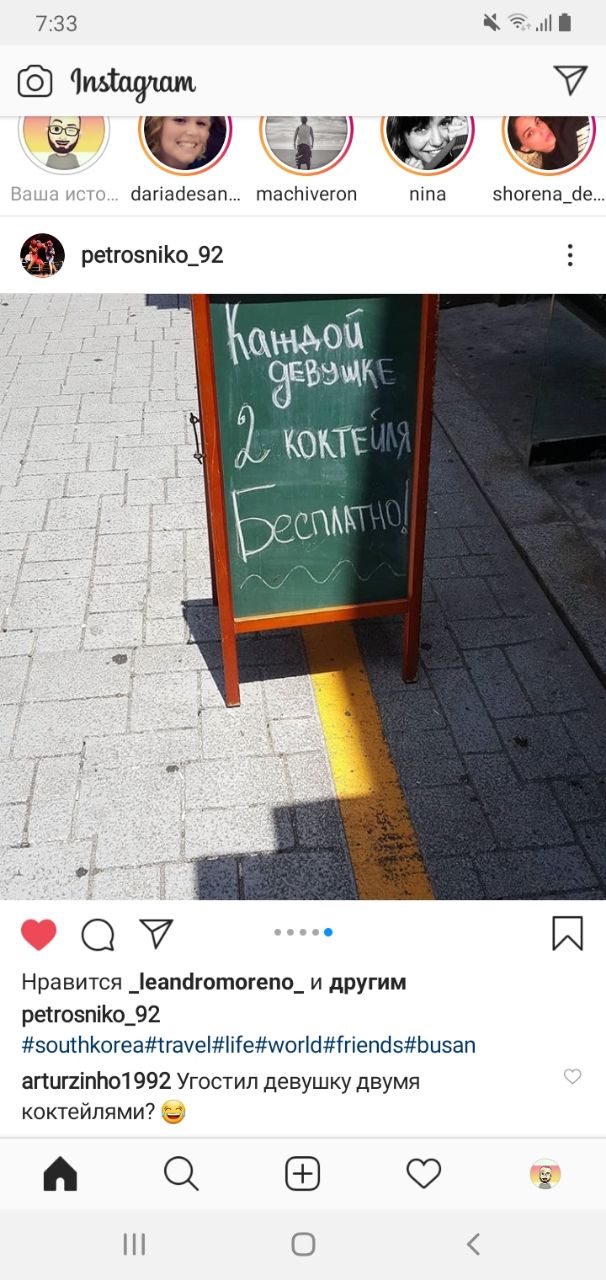 7:33
Instagram
Ваша исто...
dariadesan...
machiveron
nina
shorena_de...
petrosniko_92
Каждой
девушке
2 коктейля
Бесплатно!
Нравится _leandromoreno_ и другим
petrosniko_92
#southkorea#travel#life#world#friends#busan
arturzinho1992 Угостил девушку двумя
коктейлями? 😂